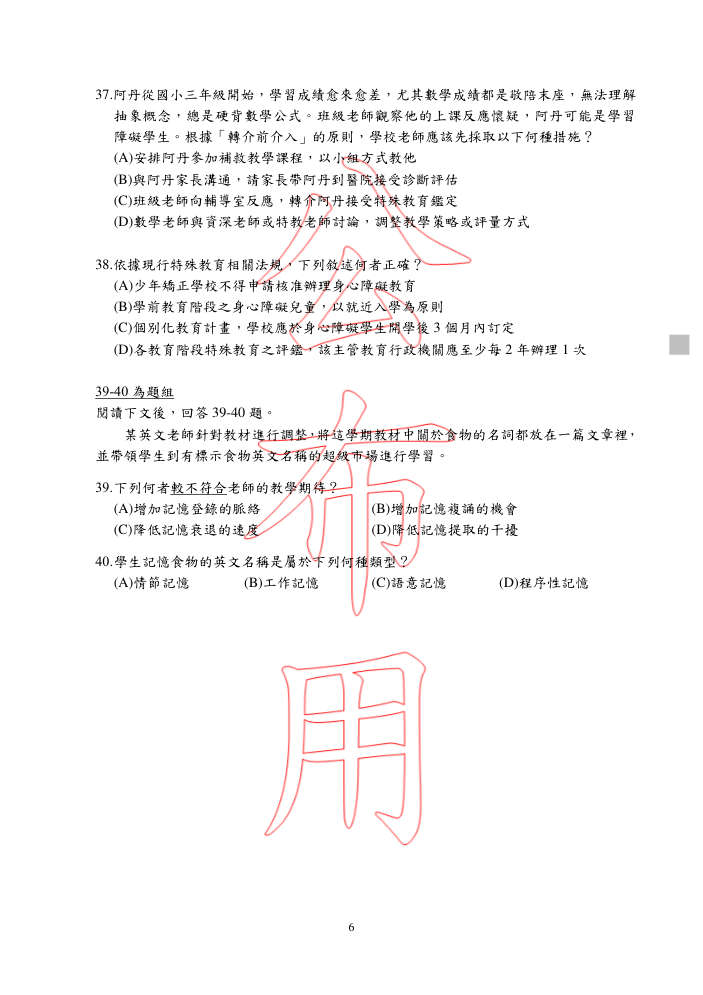 37.阿丹從國小三年級開始，學習成績愈來愈差，尤其數學成績都是敬陪末座，無法理解
抽象概念，總是硬背數學公式。班級老師觀察他的上課反應懷疑，阿丹可能是學習
障礙學生。根據「轉介前介入」的原則，學校老師應該先採取以下何種措施？
(A)安排阿丹參加補救教學課程，以小組方式教他
(B)與阿丹家長溝通，請家長帶阿丹到醫院接受診斷評估
(C)班級老師向輔導室反應，轉介阿丹接受特殊教育鑑定
(D)數學老師與資深老師或特教老師討論，調整教學策略或評量方式
38.依據現行特殊教育相關法規，下列敘述何者正確？
(A)少年矯正學校不得申請核准辦理身心障礙教育
(B)學前教育階段之身心障礙兒童，以就近入學為原則
(C)個別化教育計畫，學校應於身心障礙學生開學後 3 個月內訂定
(D)各教育階段特殊教育之評鑑，該主管教育行政機關應至少每 2 年辦理 1 次
39-40 為題組
閱讀下文後，回答 39-40 題。
某英文老師針對教材進行調整，將這學期教材中關於食物的名詞都放在一篇文章裡，
並帶領學生到有標示食物英文名稱的超級市場進行學習。
39.下列何者較不符合老師的教學期待？
(A)增加記憶登錄的脈絡 (B)增加記憶複誦的機會
(C)降低記憶衰退的速度 (D)降低記憶提取的干擾
40.學生記憶食物的英文名稱是屬於下列何種類型？
(A)情節記憶 (B)工作記憶 (C)語意記憶 (D)程序性記憶
公
布
用
6